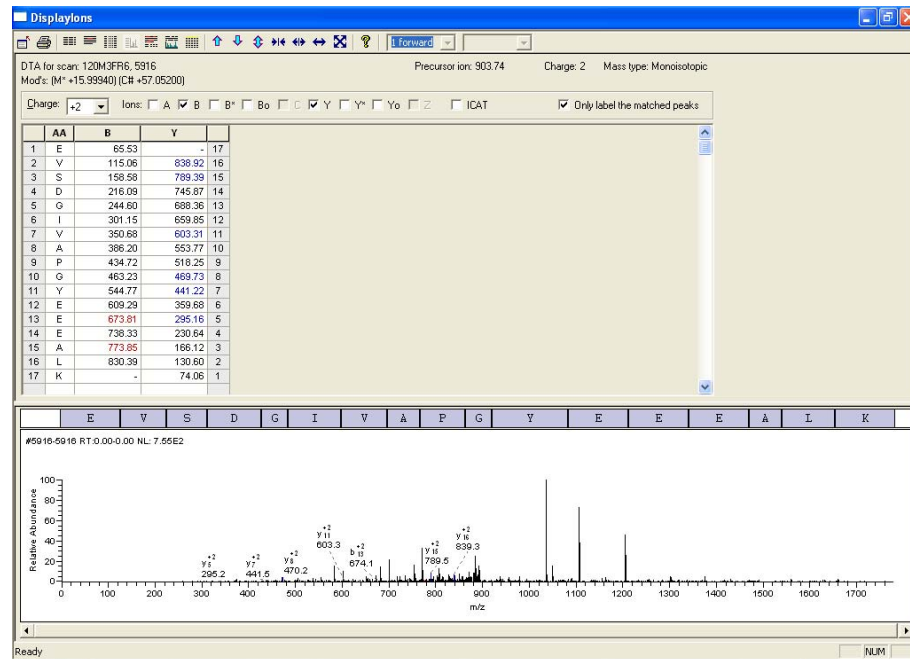 DisplayIons
1 forward
DTA for scan: 120M3FR6, 5916 Precursor ion: 903.74 Charge: 2 Mass type: Monoisotopic
Mod's: (M* +15.99940) (C# +57.05200)
Charge: +2 Ions: A B B* Bo C Y Y* Yo Z ICAT Only label the matched peaks
AA B Y
1 E 65.53 - 17
2 V 115.06 838.92 16
3 S 158.58 789.39 15
4 D 216.09 745.87 14
5 G 244.60 688.36 13
6 I 301.15 659.85 12
7 V 350.68 603.31 11
8 A 386.20 553.77 10
9 P 434.72 518.25 9
10 G 463.23 469.73 8
11 Y 544.77 441.22 7
12 E 609.29 359.68 6
13 E 673.81 295.16 5
14 E 738.33 230.64 4
15 A 773.85 166.12 3
16 L 830.39 130.60 2
17 K - 74.06 1
E V S D G I V A P G Y E E E A L K
#5916-5916 RT:0.00-0.00 NL: 7.55E2
Relative Abundance
100
80
60
40
20
0
y 5 +2 295.2
y 7 +2 441.5
y 8 +2 470.2
y 11 +2 603.3
b 13 +2 674.1
y 15 +2 789.5
y 16 +2 839.3
0 100 200 300 400 500 600 700 800 900 1000 1100 1200 1300 1400 1500 1600 1700
m/z
Ready NUM